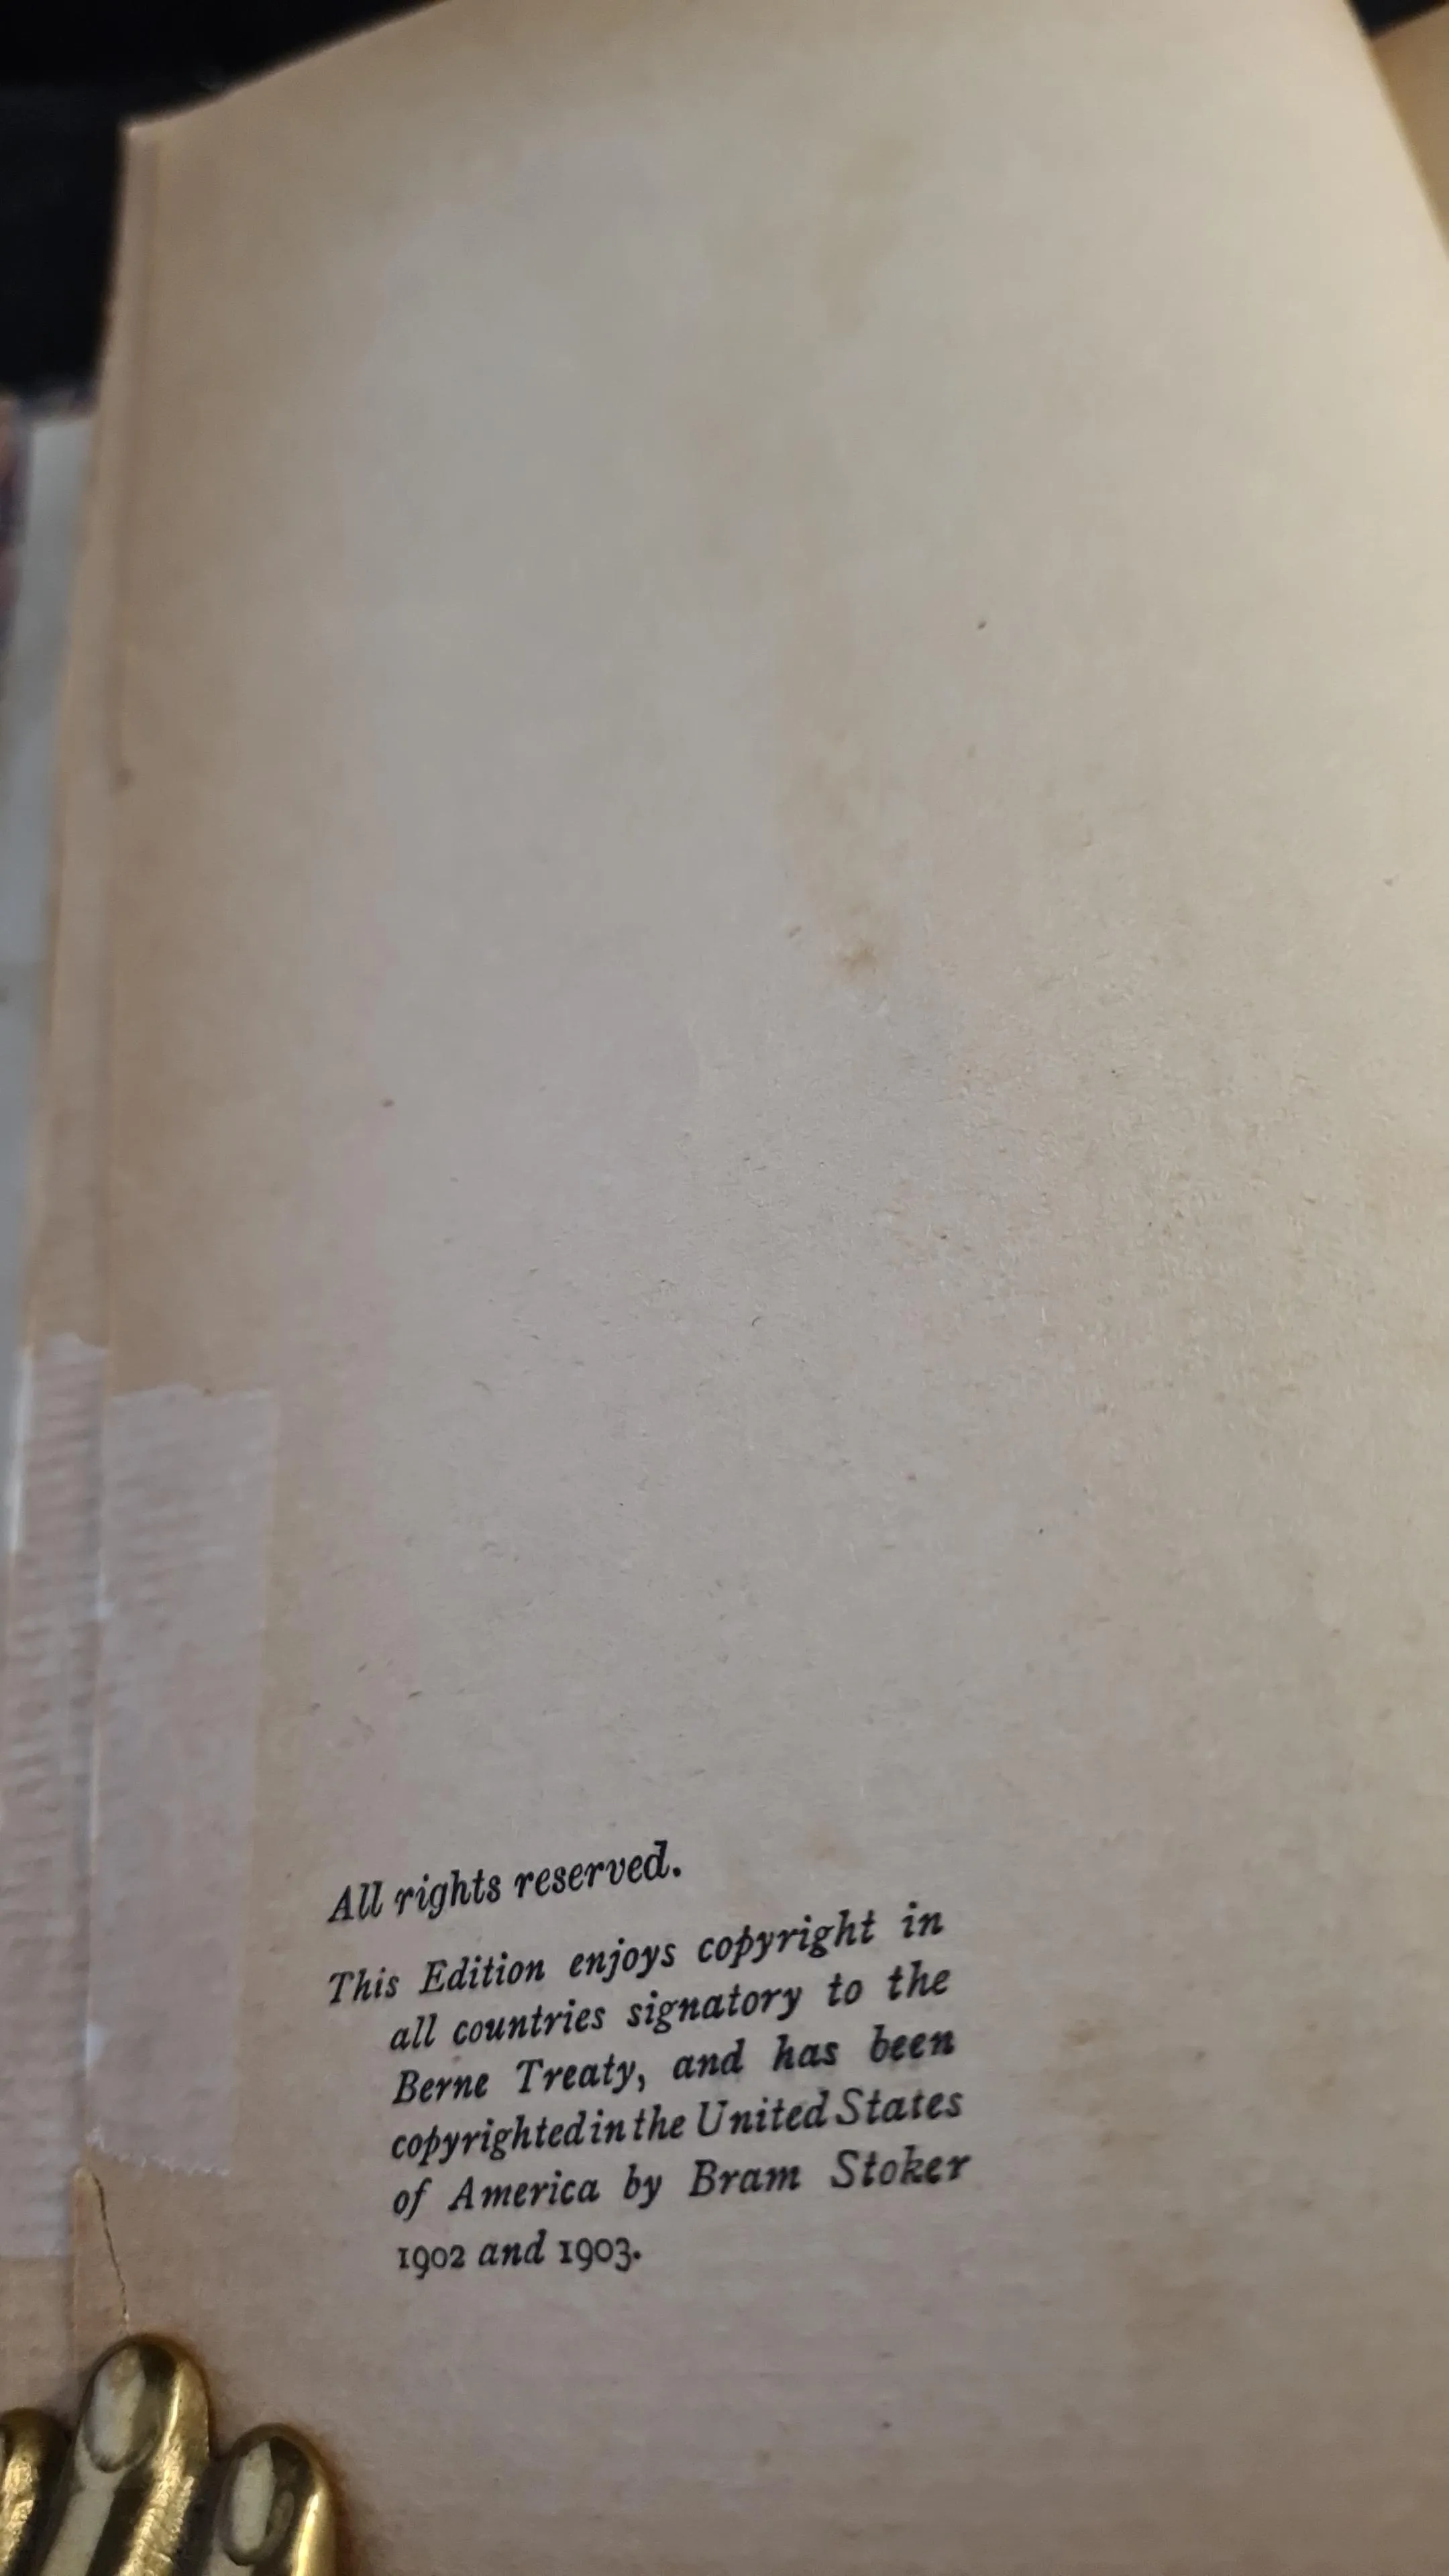 All rights reserved.
This Edition enjoys copyright in
all countries signatory to the
Berne Treaty, and has been
copyrighted in the United States
of America by Bram Stoker
1902 and 1903.